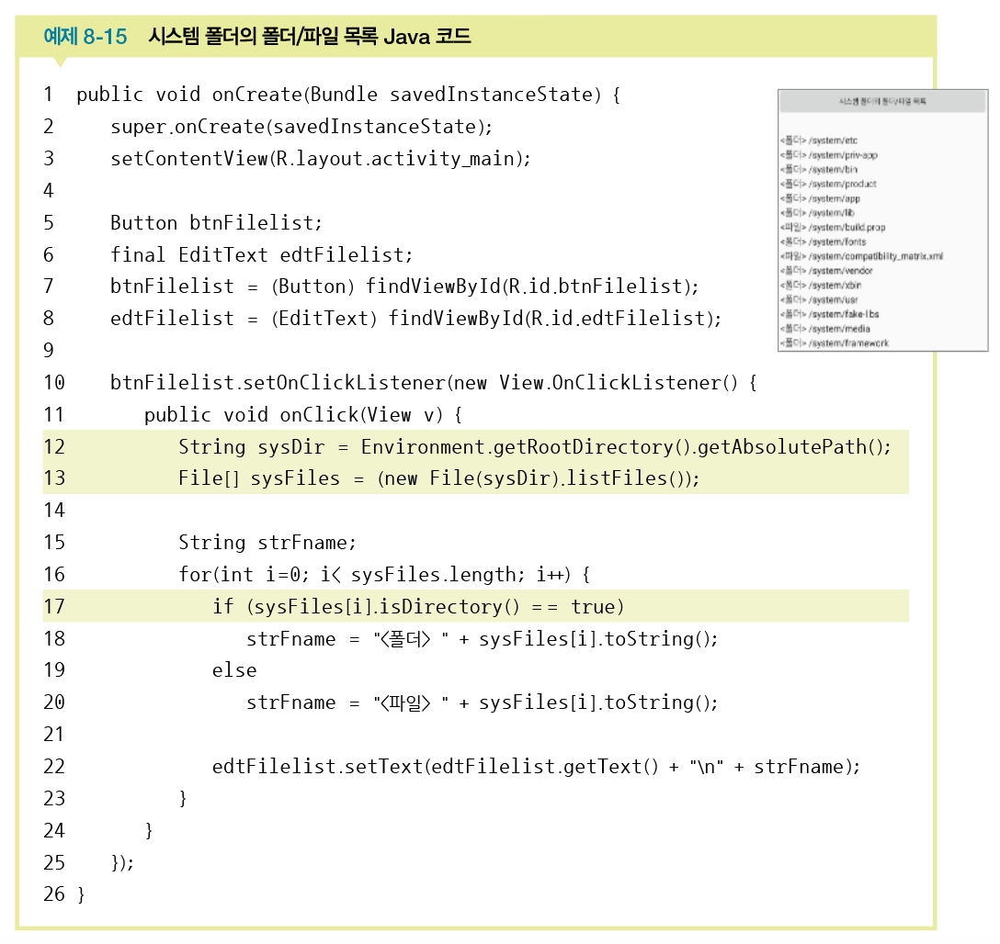 예제 8-15 시스템 폴더의 폴더/파일 목록 Java 코드
1 public void onCreate(Bundle savedInstanceState) {
2 super.onCreate(savedInstanceState);
3 setContentView(R.layout.activity_main);
4
5 Button btnFilelist;
6 final EditText edtFilelist;
7 btnFilelist = (Button) findViewById(R.id.btnFilelist);
8 edtFilelist = (EditText) findViewById(R.id.edtFilelist);
9
10 btnFilelist.setOnClickListener(new View.OnClickListener() {
11 public void onClick(View v) {
12 String sysDir = Environment.getRootDirectory().getAbsolutePath();
13 File[] sysFiles = (new File(sysDir).listFiles());
14
15 String strFname;
16 for(int i=0; i< sysFiles.length; i++) {
17 if (sysFiles[i].isDirectory() == true)
18 strFname = "<폴더> " + sysFiles[i].toString();
19 else
20 strFname = "<파일> " + sysFiles[i].toString();
21
22 edtFilelist.setText(edtFilelist.getText() + "\n" + strFname);
23 }
24 }
25 });
26 }
시스템 폴더의 폴더/파일 목록
<폴더> /system/etc
<폴더> /system/priv-app
<폴더> /system/bin
<폴더> /system/product
<폴더> /system/app
<폴더> /system/lib
<파일> /system/build.prop
<폴더> /system/fonts
<파일> /system/compatibility_matrix.xml
<폴더> /system/vendor
<폴더> /system/xbin
<폴더> /system/usr
<폴더> /system/fake-libs
<폴더> /system/media
<폴더> /system/framework